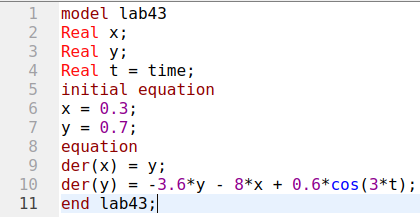 1 model lab43
2 Real x;
3 Real y;
4 Real t = time;
5 initial equation
6 x = 0.3;
7 y = 0.7;
8 equation
9 der(x) = y;
10 der(y) = -3.6*y - 8*x + 0.6*cos(3*t);
11 end lab43;